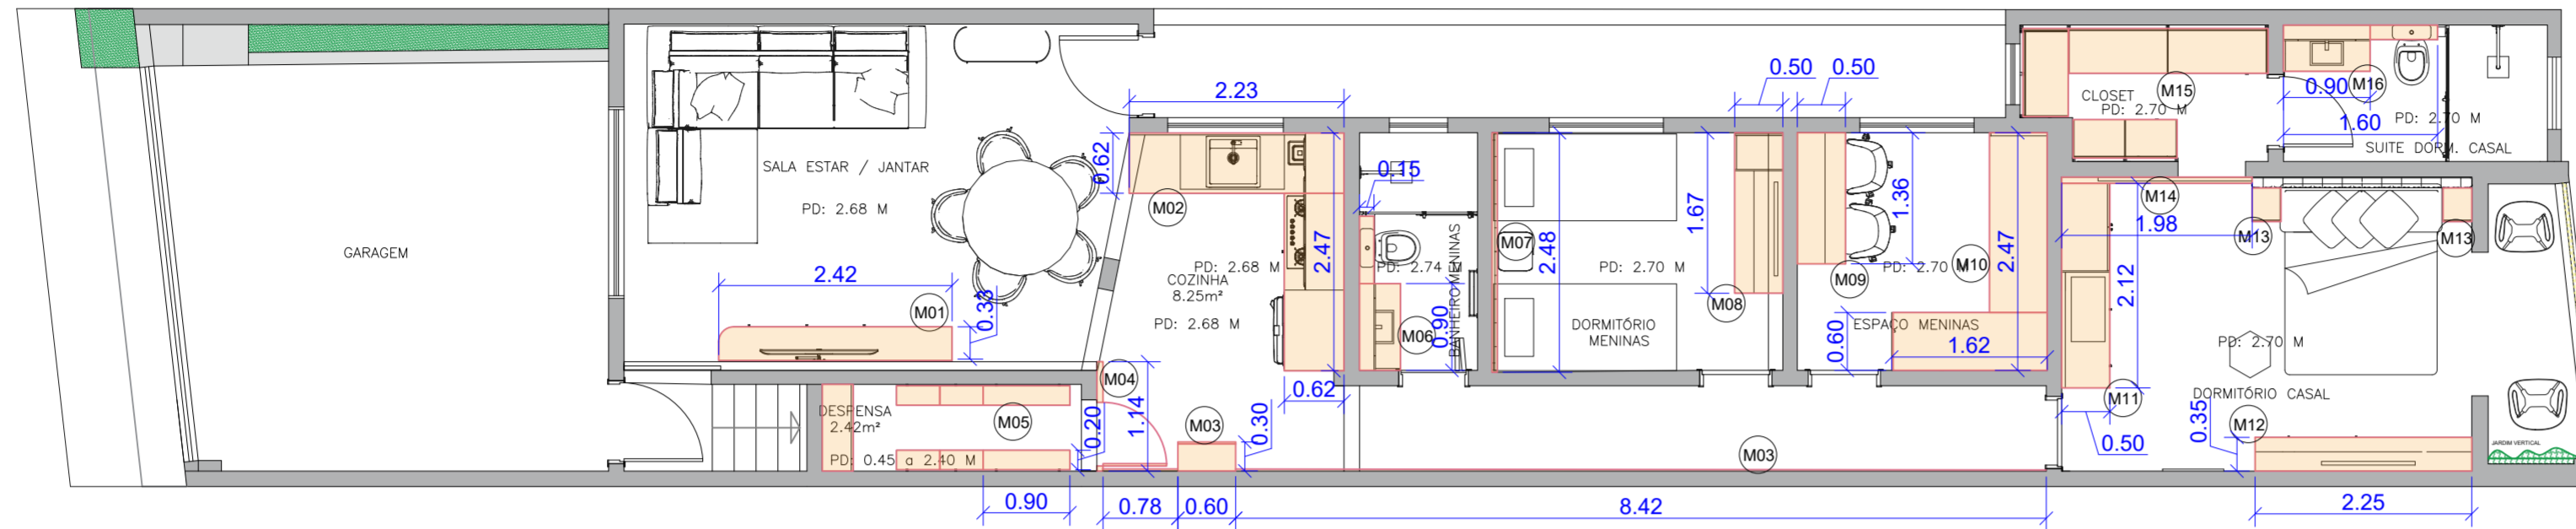 GARAGEM
SALA ESTAR / JANTAR
PD: 2.68 M
2.42
M01
0.33
DESPENSA
2.42m²
PD: 0.45 a 2.40 M
M05
0.20
0.90
M04
1.14
0.78
0.60
M03
0.30
2.23
0.62
M02
PD: 2.68 M
COZINHA
8.25m²
PD: 2.68 M
2.47
0.62
0.15
PD: 2.74 M
BANHEIRO MENINAS
0.90
M06
M07
2.48
PD: 2.70 M
DORMITÓRIO
MENINAS
0.50
0.50
1.67
M08
1.36
M09
PD: 2.70 M
M10
2.47
ESPAÇO MENINAS
0.60
1.62
M03
8.42
CLOSET
M15
PD: 2.70 M
M16
0.90
PD: 2.70 M
1.60
SUITE DORM. CASAL
M14
1.98
M13
M13
2.12
PD: 2.70 M
DORMITÓRIO CASAL
M11
0.50
0.35
M12
2.25
JARDIM VERTICAL